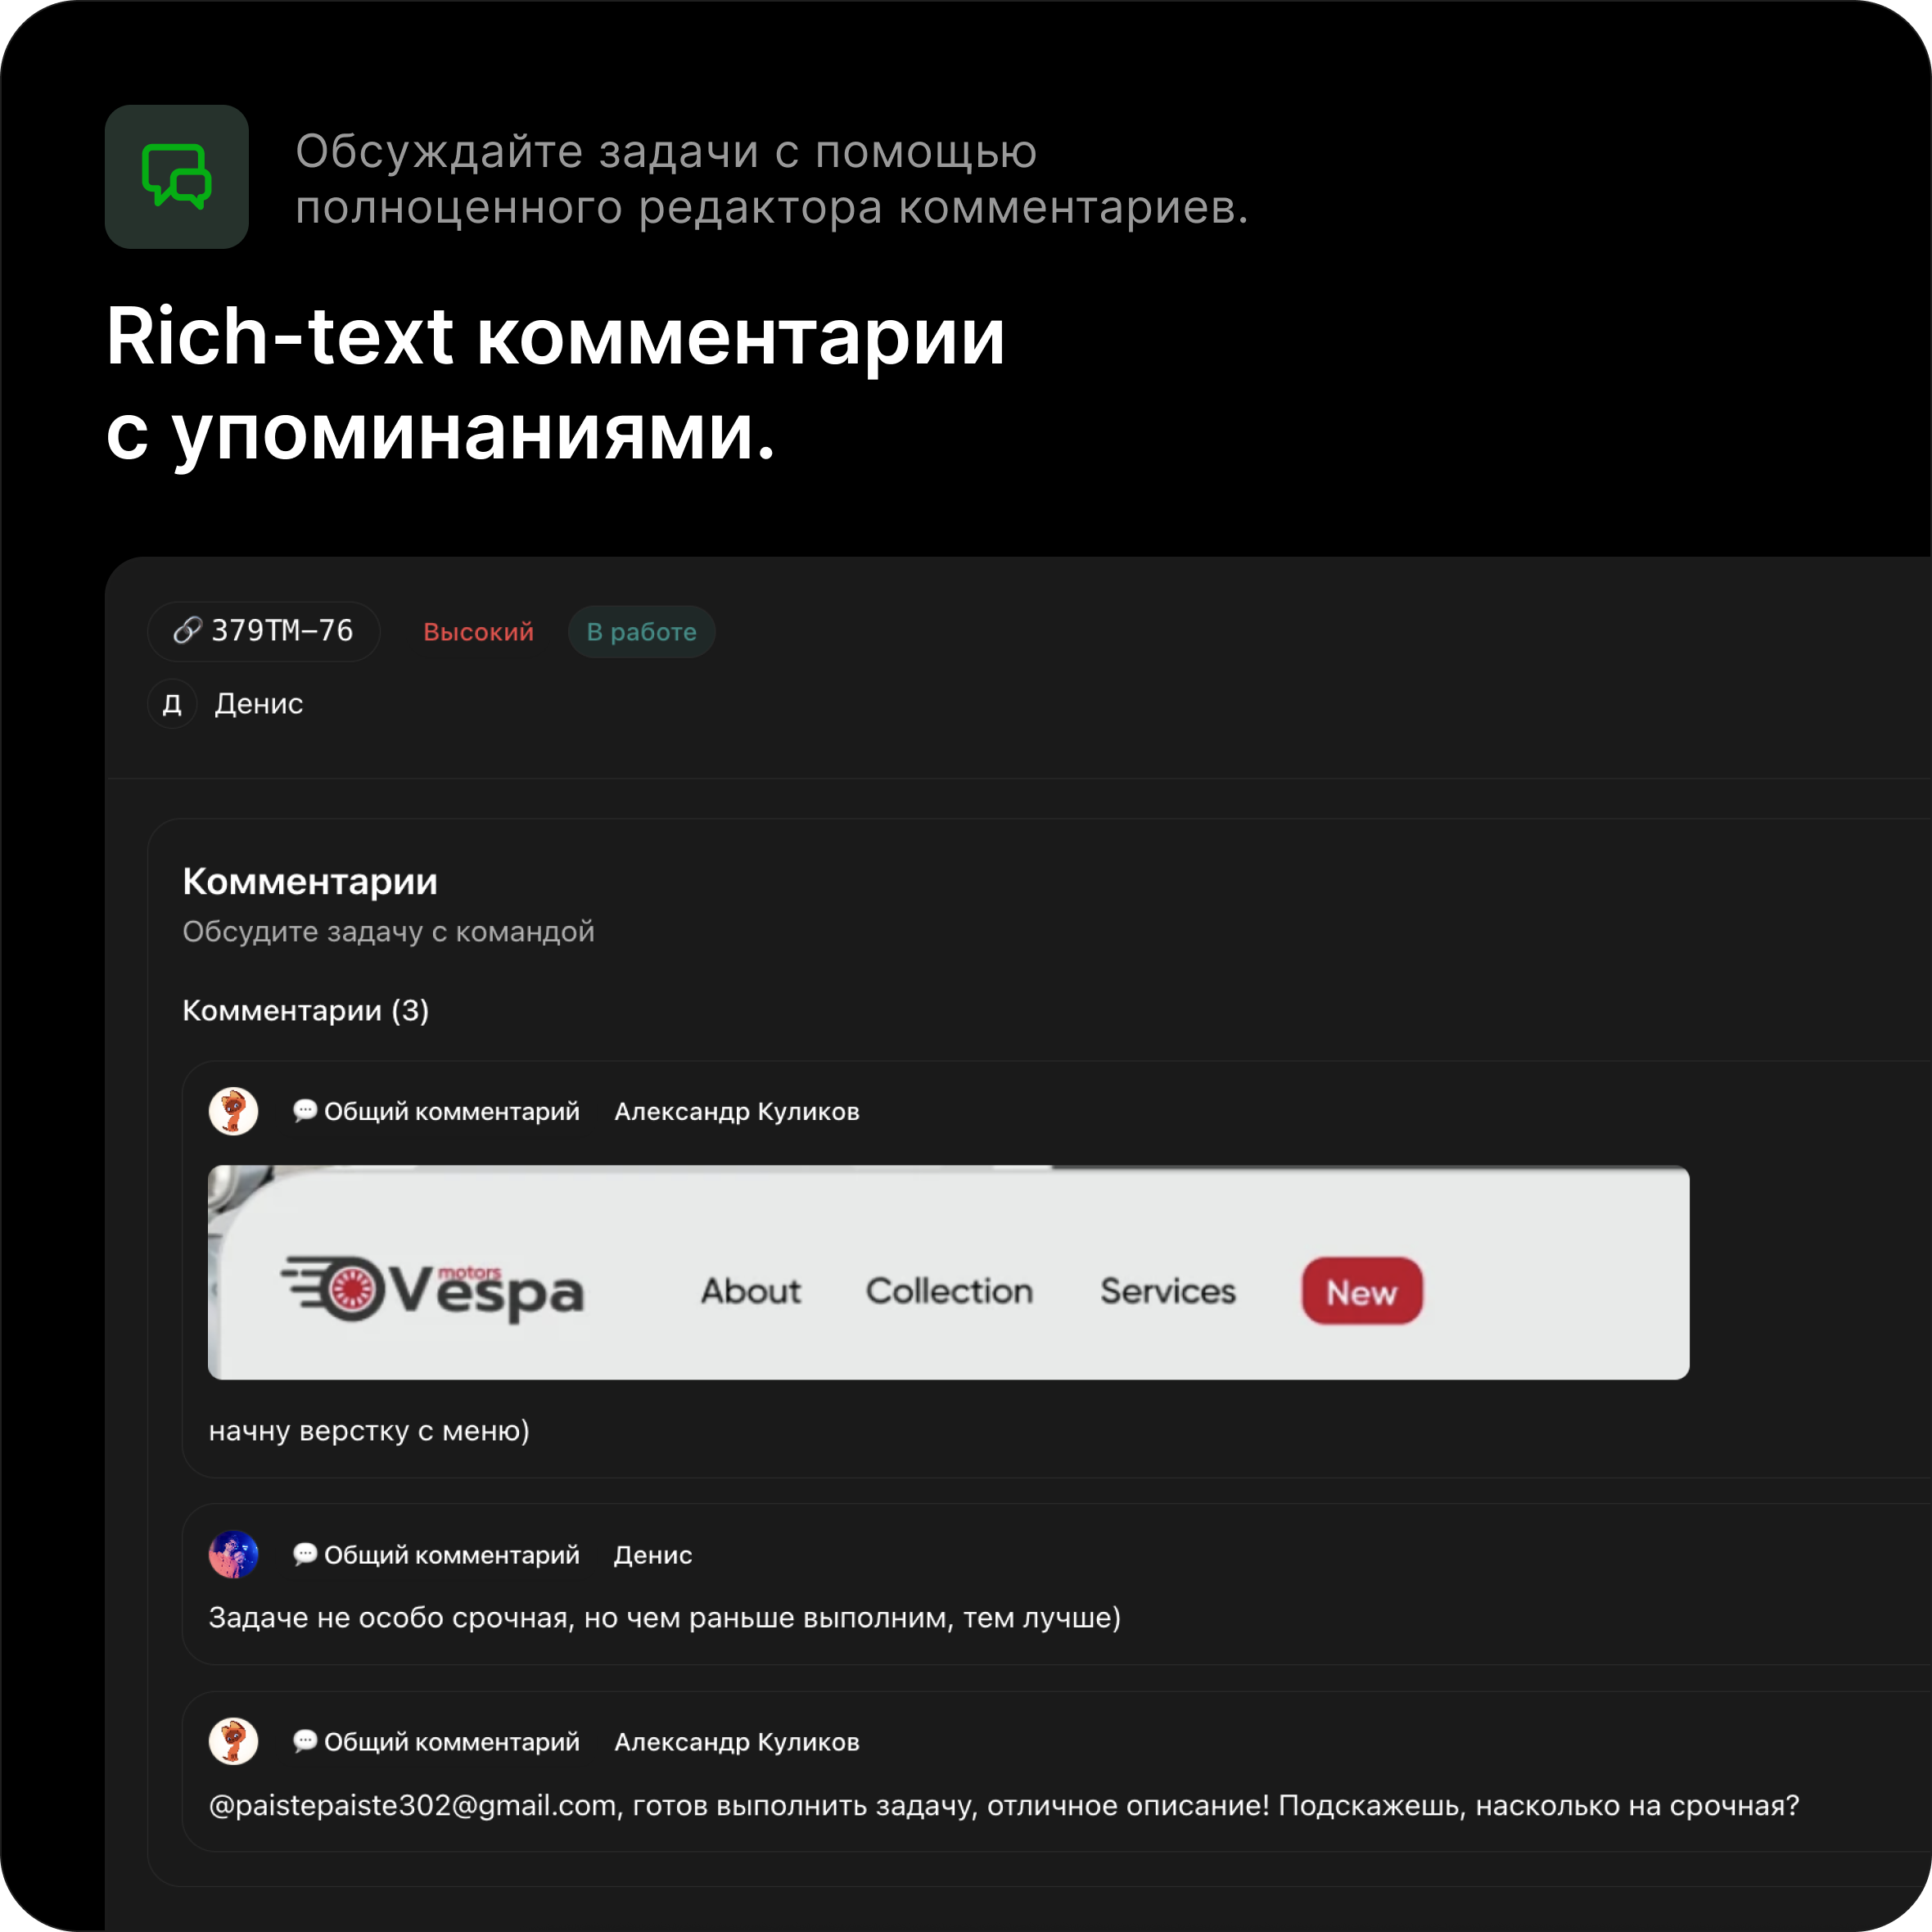 Обсуждайте задачи с помощью
полноценного редактора комментариев.
Rich-text комментарии
с упоминаниями.
379TM–76 Высокий В работе
Д Денис
Комментарии
Обсудите задачу с командой
Комментарии (3)
Общий комментарий Александр Куликов
Vespa motors About Collection Services New
начну верстку с меню)
Общий комментарий Денис
Задаче не особо срочная, но чем раньше выполним, тем лучше)
Общий комментарий Александр Куликов
@paistepaiste302@gmail.com, готов выполнить задачу, отличное описание! Подскажешь, насколько на срочная?